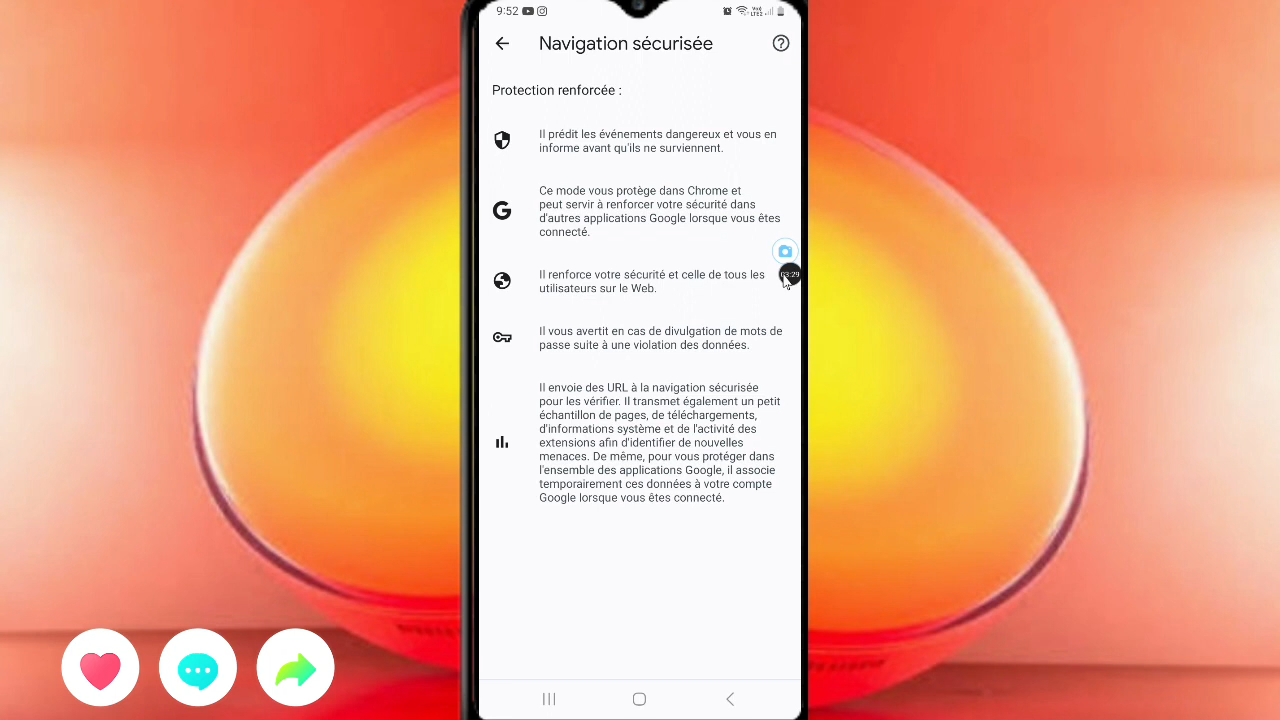 9:52
Navigation sécurisée
Protection renforcée :
Il prédit les événements dangereux et vous en
informe avant qu'ils ne surviennent.
Ce mode vous protège dans Chrome et
peut servir à renforcer votre sécurité dans
d'autres applications Google lorsque vous êtes
connecté.
03:29
Il renforce votre sécurité et celle de tous les
utilisateurs sur le Web.
Il vous avertit en cas de divulgation de mots de
passe suite à une violation des données.
Il envoie des URL à la navigation sécurisée
pour les vérifier. Il transmet également un petit
échantillon de pages, de téléchargements,
d'informations système et de l'activité des
extensions afin d'identifier de nouvelles
menaces. De même, pour vous protéger dans
l'ensemble des applications Google, il associe
temporairement ces données à votre compte
Google lorsque vous êtes connecté.